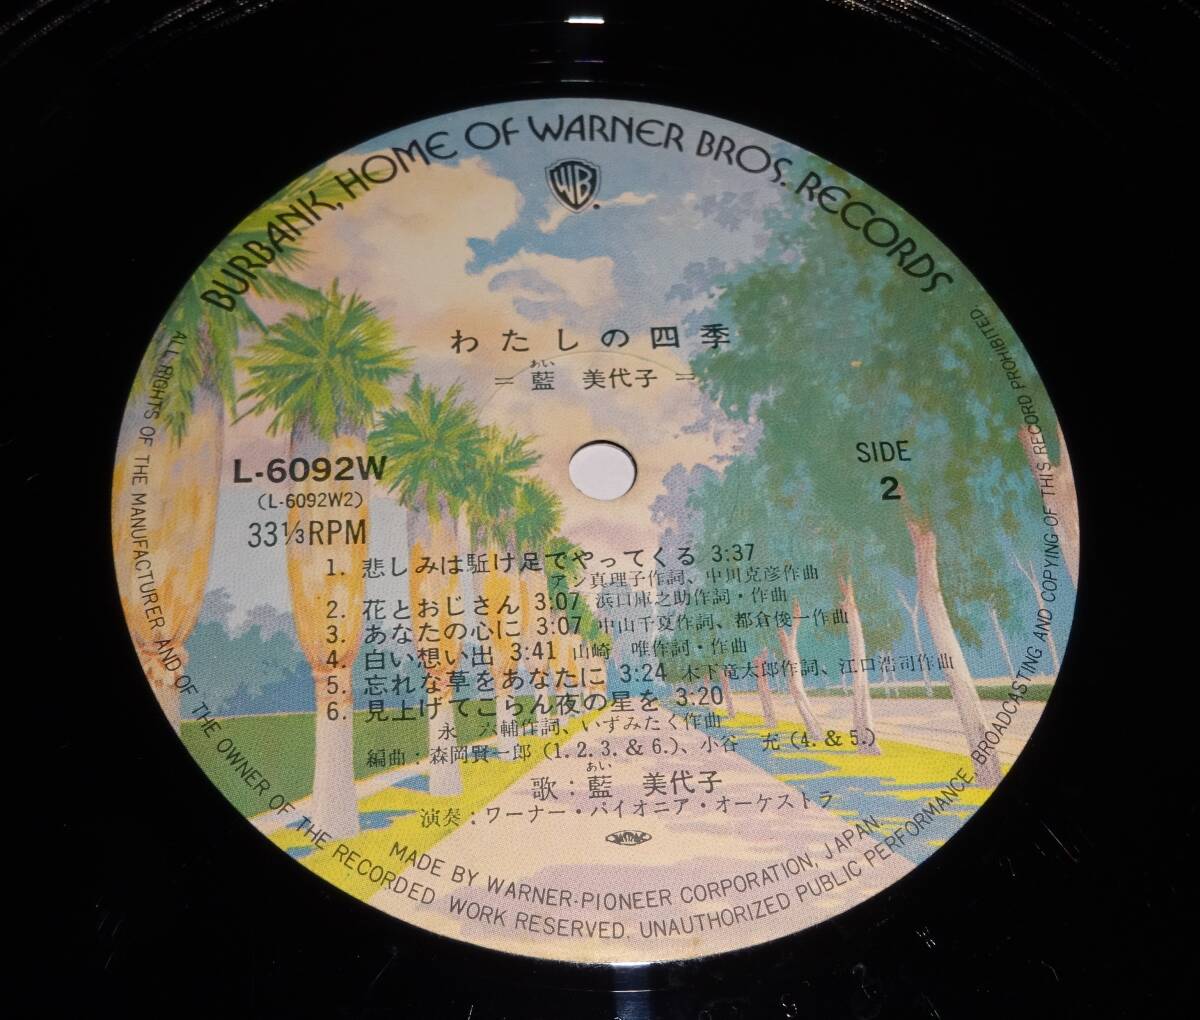 BURBANK, HOME OF WARNER BROS. RECORDS
WB
わたしの四季
あい
= 藍 美代子 =
L-6092W
(L-6092W2)
33⅓RPM
SIDE
2
1. 悲しみは駈け足でやってくる 3:37
アン真理子作詞、中川克彦作曲
2. 花とおじさん 3:07 浜口庫之助作詞・作曲
3. あなたの心に 3:07 中山千夏作詞、都倉俊一作曲
4. 白い想い出 3:41 山崎 唯作詞・作曲
5. 忘れな草をあなたに 3:24 木下竜太郎作詞、江口浩司作曲
6. 見上げてごらん夜の星を 3:20
永 六輔作詞、いずみたく作曲
編曲：森岡賢一郎 (1. 2. 3. & 6.)、小谷 充 (4. & 5.)
あい
歌：藍 美代子
演奏：ワーナー・パイオニア・オーケストラ
MADE BY WARNER-PIONEER CORPORATION, JAPAN.
ALL RIGHTS OF THE MANUFACTURER AND OF THE OWNER OF THE RECORDED WORK RESERVED. UNAUTHORIZED PUBLIC PERFORMANCE, BROADCASTING AND COPYING OF THIS RECORD PROHIBITED.